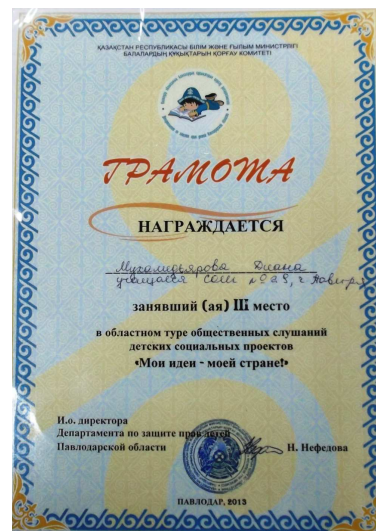 ҚАЗАҚСТАН РЕСПУБЛИКАСЫ БІЛІМ ЖӘНЕ ҒЫЛЫМ МИНИСТРЛІГІ
БАЛАЛАРДЫҢ ҚҰҚЫҚТАРЫН ҚОРҒАУ КОМИТЕТІ
ГРАМОТА
НАГРАЖДАЕТСЯ
Мухамедьярова Диана
учащаяся СОШ №25, г.
занявший (ая) III место
в областном туре общественных слушаний
детских социальных проектов
«Мои идеи - моей стране!»
И.о. директора
Департамента по защите прав детей
Павлодарской области
Н. Нефедова
ПАВЛОДАР, 2013